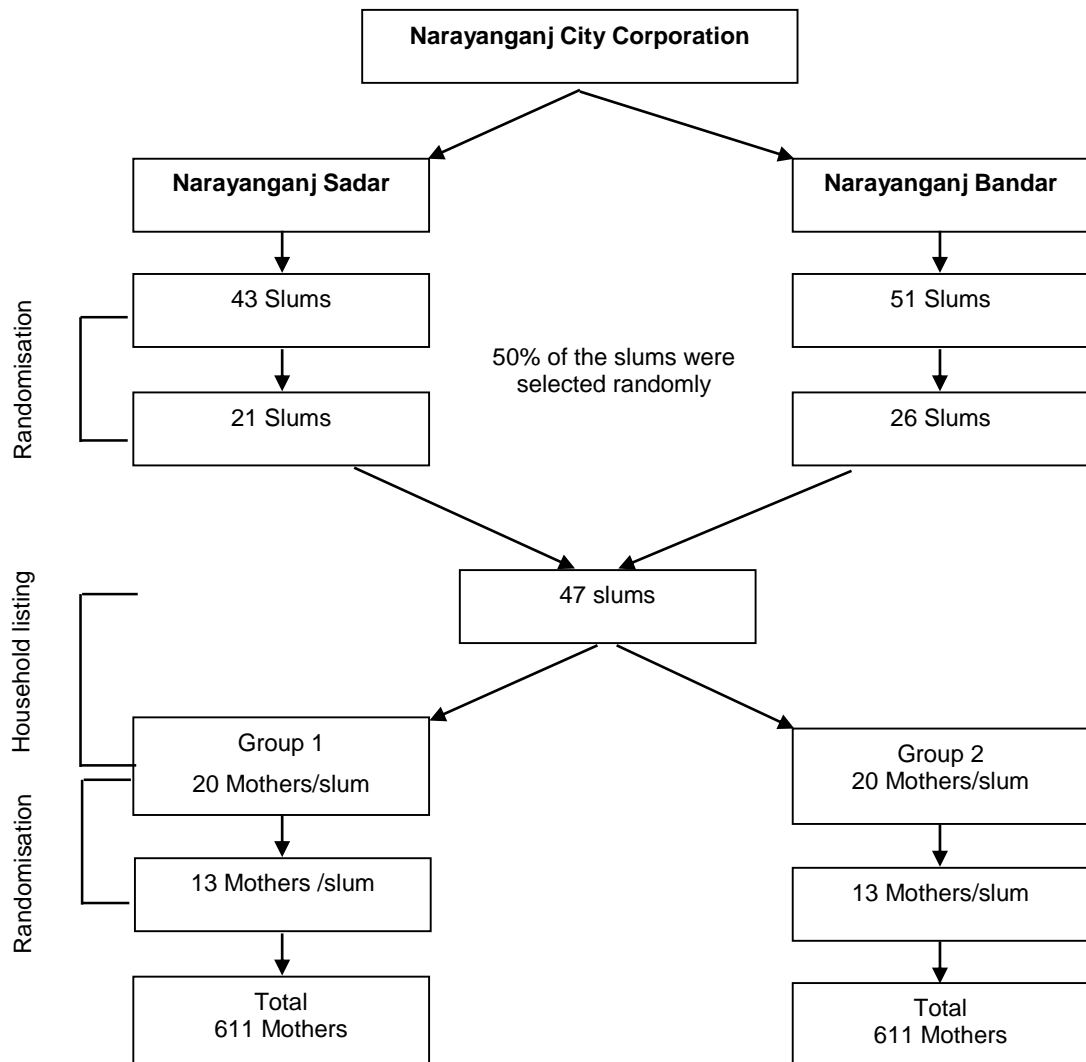 Narayanganj City Corporation
Narayanganj Sadar
Narayanganj Bandar
43 Slums
51 Slums
Randomisation
50% of the slums were
selected randomly
21 Slums
26 Slums
47 slums
Household listing
Group 1
20 Mothers/slum
Group 2
20 Mothers/slum
Randomisation
13 Mothers /slum
13 Mothers/slum
Total
611 Mothers
Total
611 Mothers